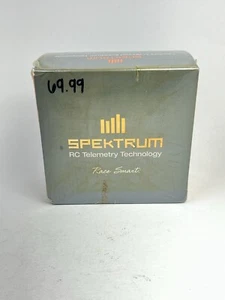 69.99
SPEKTRUM
RC Telemetry Technology
Race Smart.